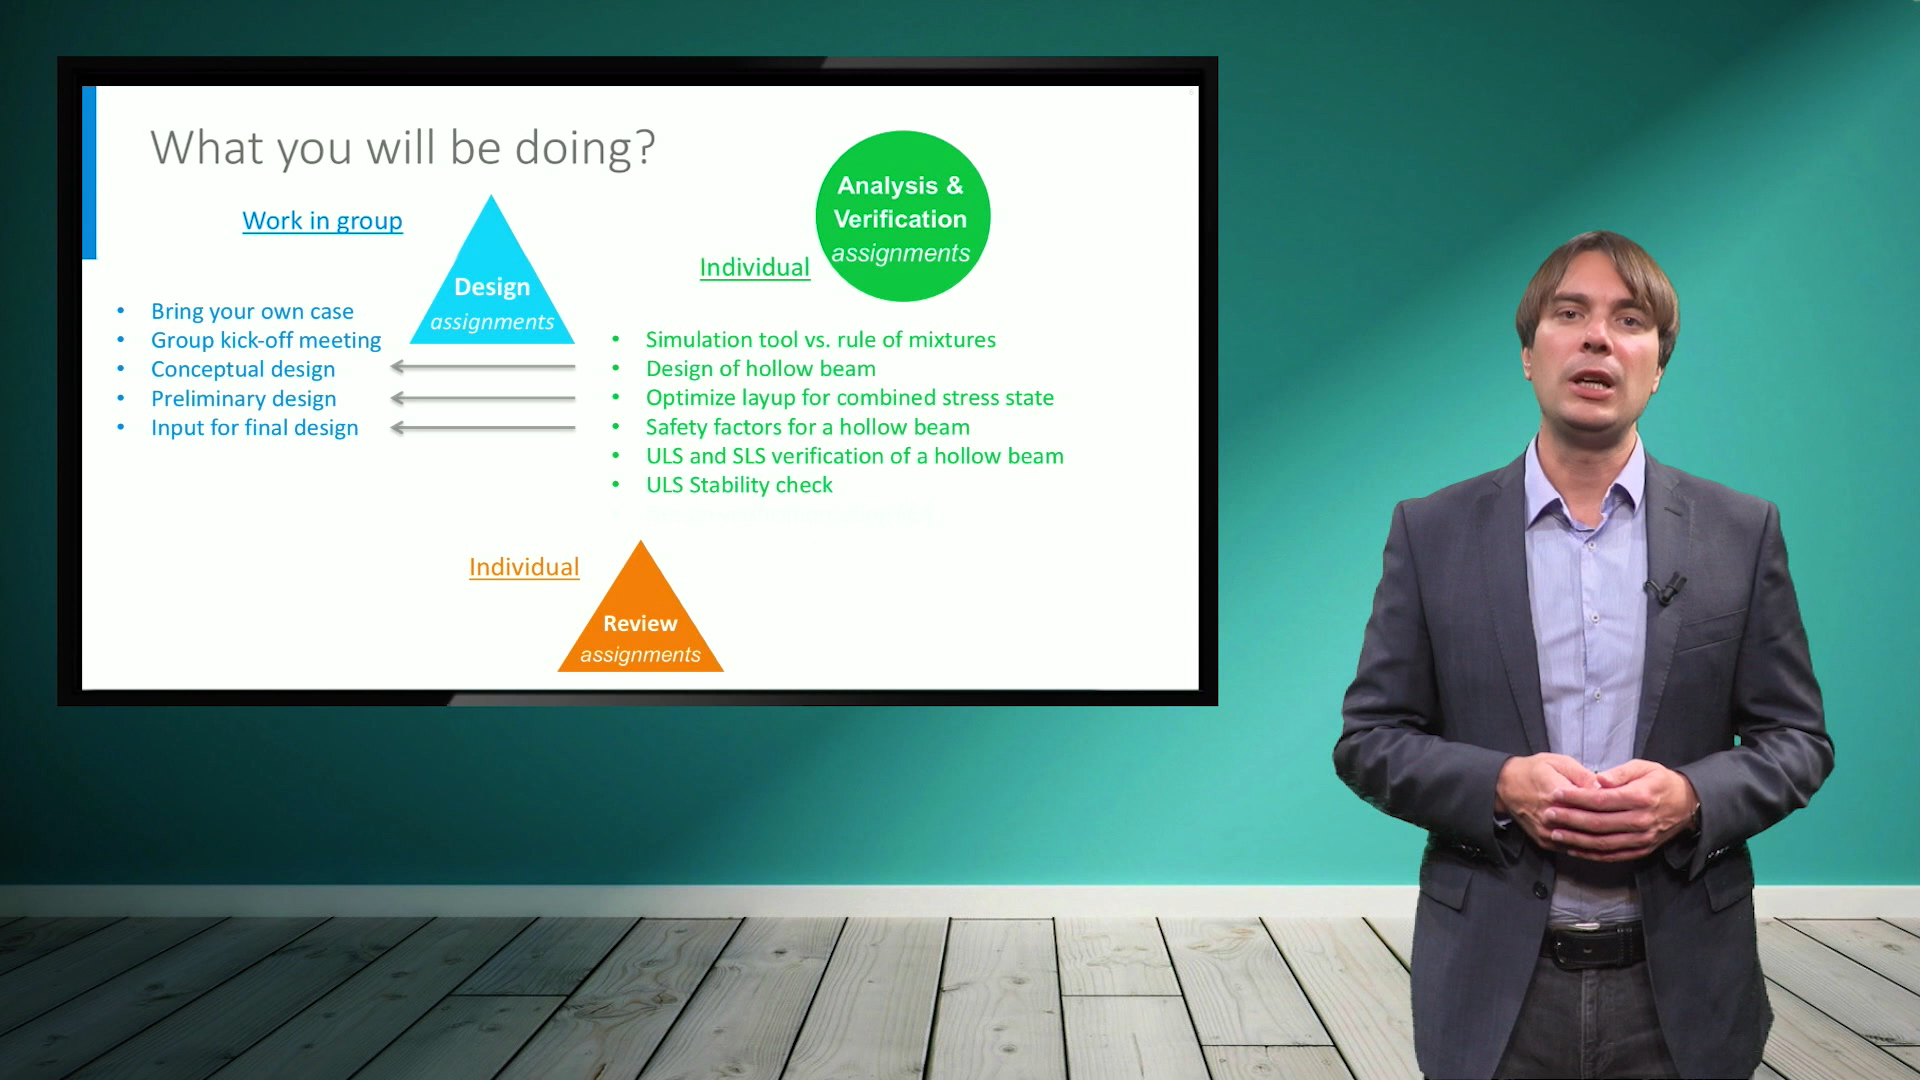 What you will be doing?
Work in group
Design
assignments
• Bring your own case
• Group kick-off meeting
• Conceptual design
• Preliminary design
• Input for final design
Analysis &
Verification
assignments
Individual
• Simulation tool vs. rule of mixtures
• Design of hollow beam
• Optimize layup for combined stress state
• Safety factors for a hollow beam
• ULS and SLS verification of a hollow beam
• ULS Stability check
Individual
Review
assignments